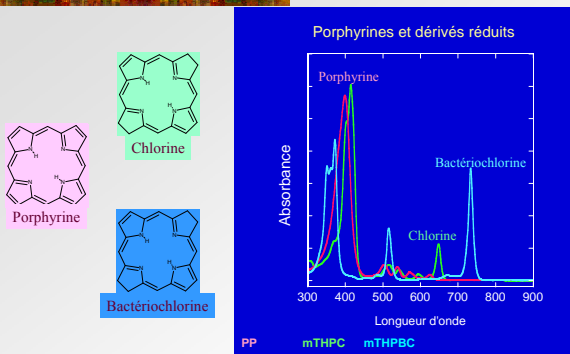 Porphyrines et dérivés réduits
Porphyrine
Chlorine
Bactériochlorine
N
H
N
N
H
N
N
H
N
N
H
N
N
H
N
N
H
N
Porphyrine
Bactériochlorine
Chlorine
Absorbance
300 400 500 600 700 800 900
Longueur d'onde
PP mTHPC mTHPBC